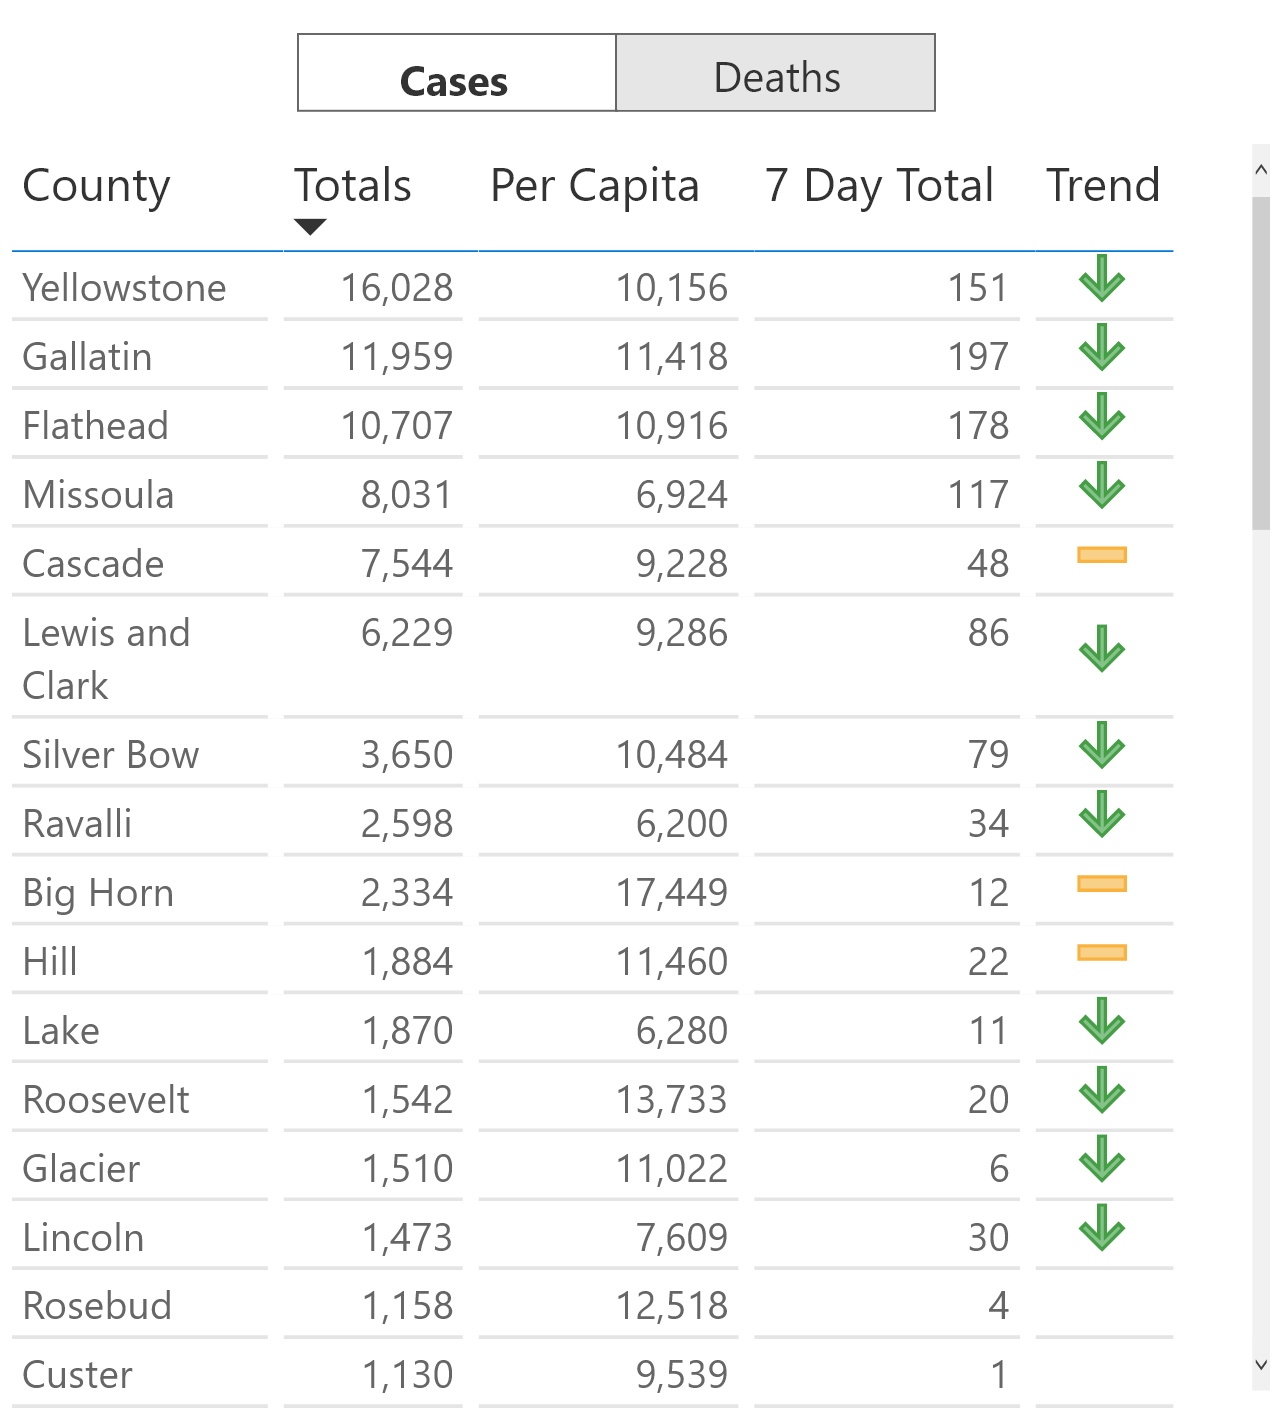 Cases Deaths
County Totals Per Capita 7 Day Total Trend
Yellowstone 16,028 10,156 151
Gallatin 11,959 11,418 197
Flathead 10,707 10,916 178
Missoula 8,031 6,924 117
Cascade 7,544 9,228 48
Lewis and 6,229 9,286 86
Clark
Silver Bow 3,650 10,484 79
Ravalli 2,598 6,200 34
Big Horn 2,334 17,449 12
Hill 1,884 11,460 22
Lake 1,870 6,280 11
Roosevelt 1,542 13,733 20
Glacier 1,510 11,022 6
Lincoln 1,473 7,609 30
Rosebud 1,158 12,518 4
Custer 1,130 9,539 1